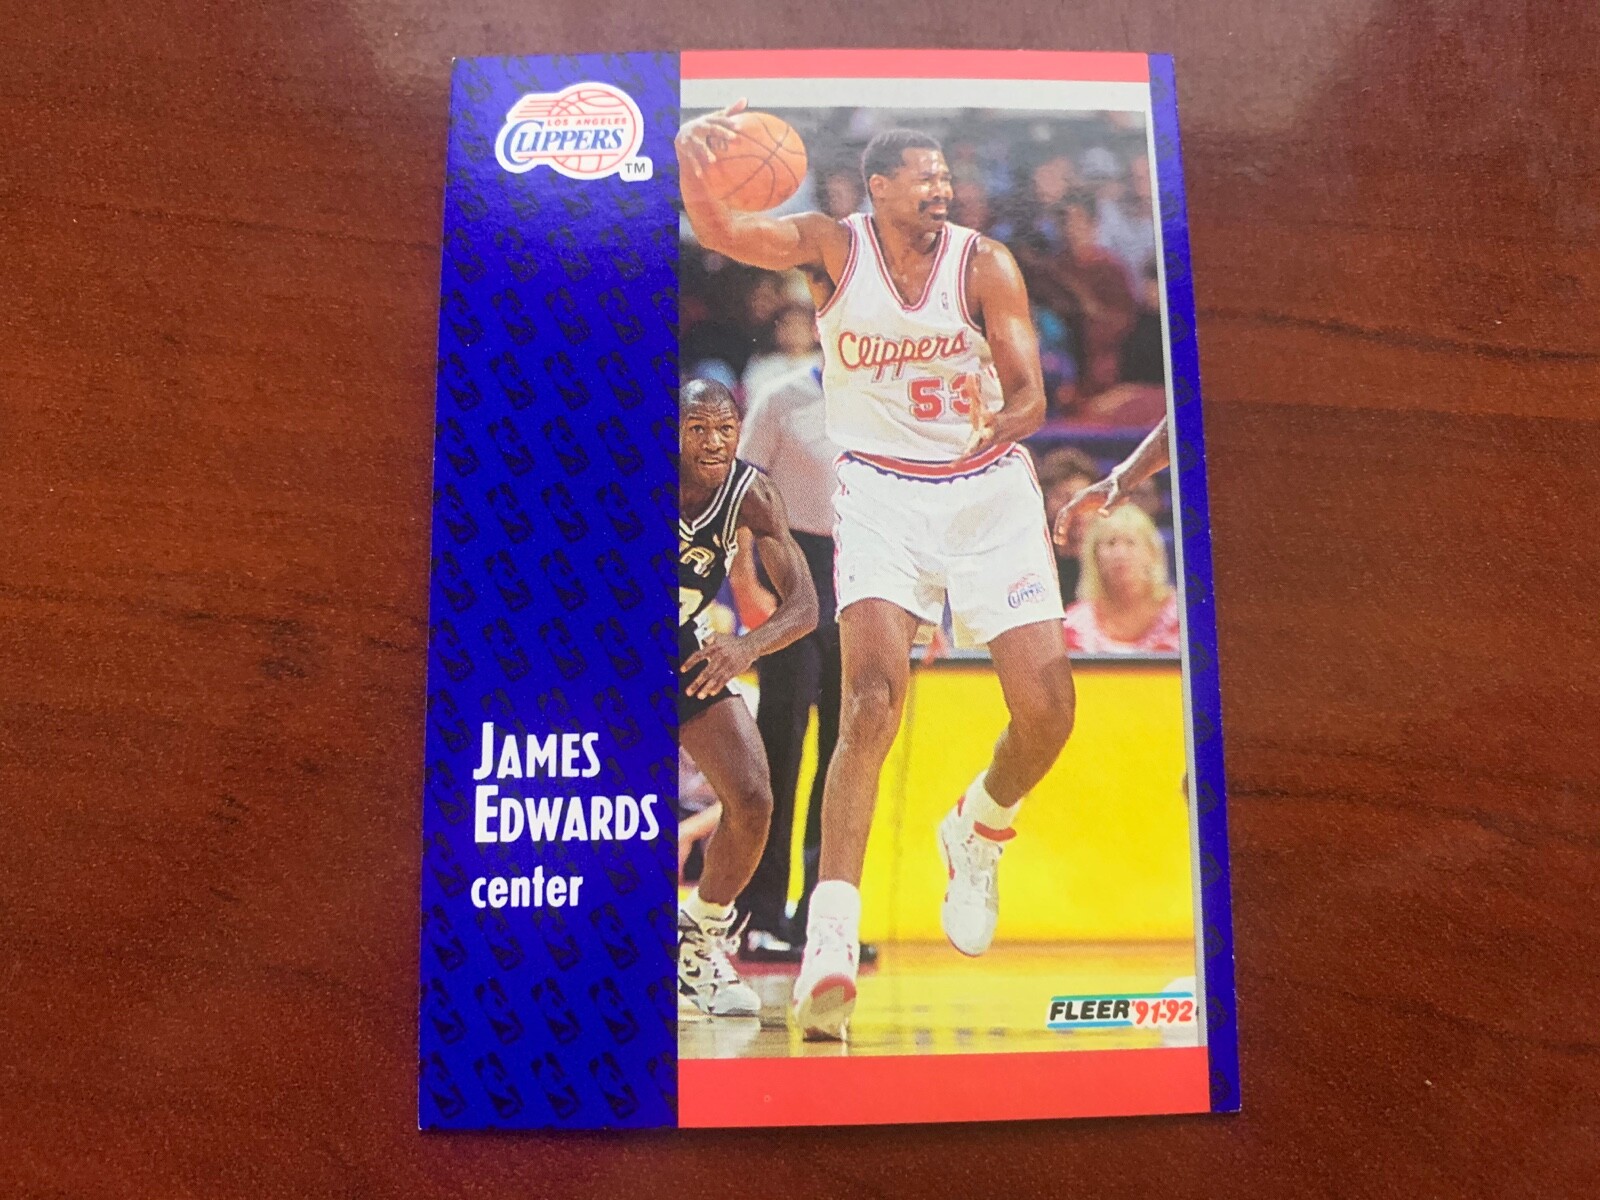 LOS ANGELES
CLIPPERS
TM
Clippers
53
JAMES
EDWARDS
center
FLEER '91-'92